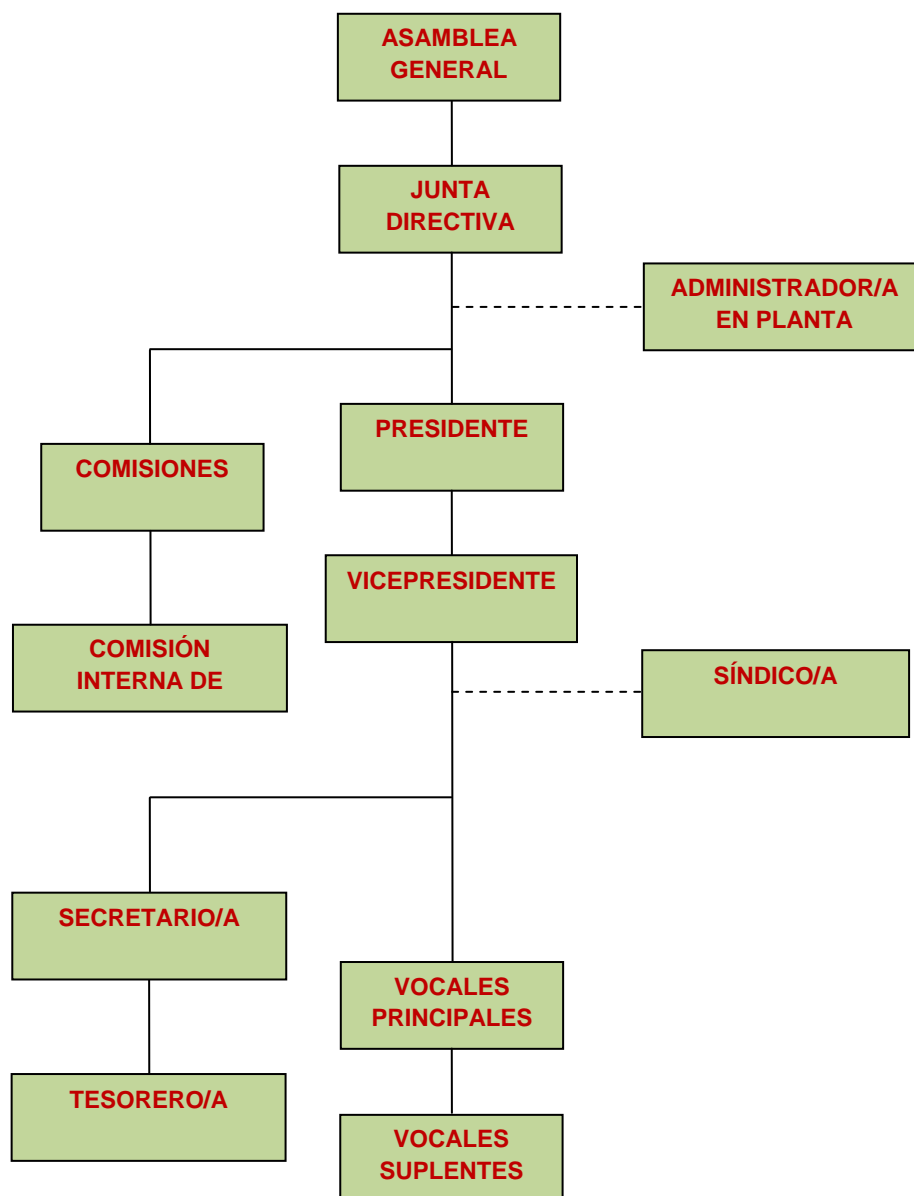 ASAMBLEA
GENERAL
JUNTA
DIRECTIVA
ADMINISTRADOR/A
EN PLANTA
PRESIDENTE
COMISIONES
VICEPRESIDENTE
COMISIÓN
INTERNA DE
SÍNDICO/A
SECRETARIO/A
VOCALES
PRINCIPALES
TESORERO/A
VOCALES
SUPLENTES